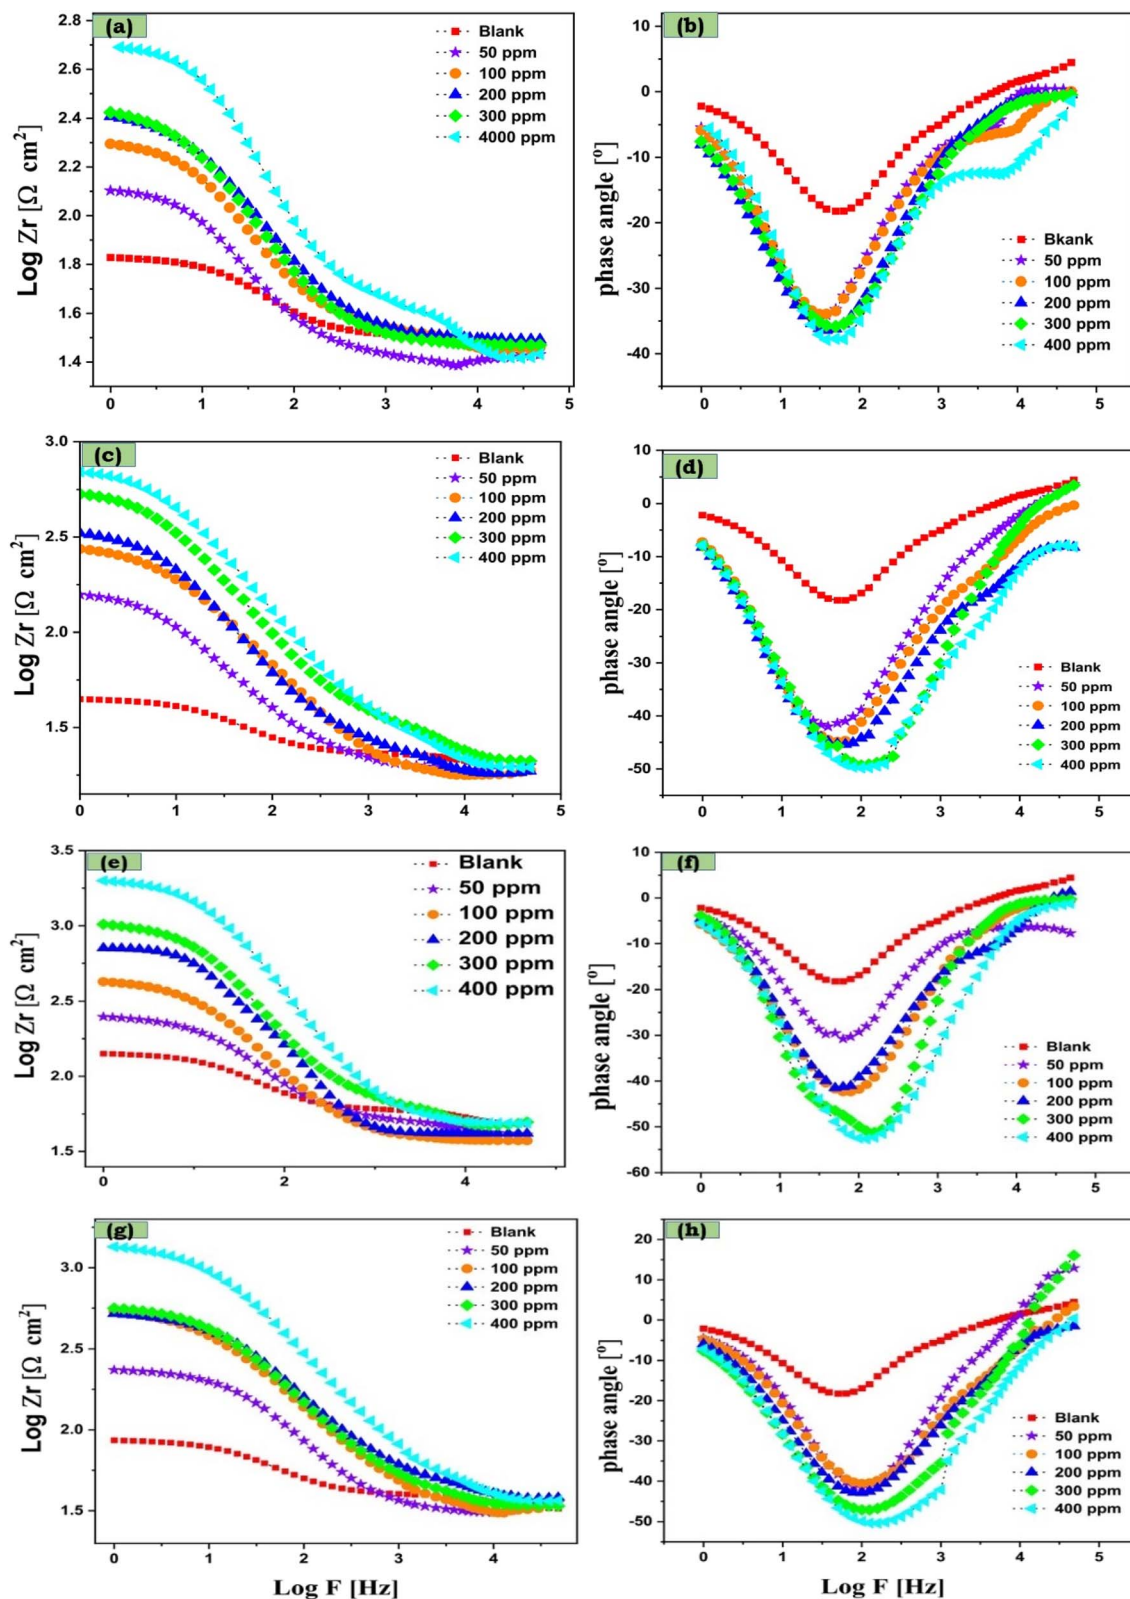 (a)
Blank
50 ppm
100 ppm
200 ppm
300 ppm
4000 ppm
2.8
2.6
2.4
2.2
2.0
1.8
1.6
1.4
Log Zr [Ω cm²]
0 1 2 3 4 5
(b)
Bkank
50 ppm
100 ppm
200 ppm
300 ppm
400 ppm
10
0
-10
-20
-30
-40
phase angle [°]
0 1 2 3 4 5
(c)
Blank
50 ppm
100 ppm
200 ppm
300 ppm
400 ppm
3.0
2.5
2.0
1.5
Log Zr [Ω cm²]
0 1 2 3 4 5
(d)
Blank
50 ppm
100 ppm
200 ppm
300 ppm
400 ppm
10
0
-10
-20
-30
-40
-50
phase angle [°]
0 1 2 3 4 5
(e)
Blank
50 ppm
100 ppm
200 ppm
300 ppm
400 ppm
3.5
3.0
2.5
2.0
1.5
Log Zr [Ω cm²]
0 2 4
(f)
Blank
50 ppm
100 ppm
200 ppm
300 ppm
400 ppm
10
0
-10
-20
-30
-40
-50
-60
phase angle [°]
0 1 2 3 4 5
(g)
Blank
50 ppm
100 ppm
200 ppm
300 ppm
400 ppm
3.0
2.5
2.0
1.5
Log Zr [Ω cm²]
0 1 2 3 4
Log F [Hz]
(h)
Blank
50 ppm
100 ppm
200 ppm
300 ppm
400 ppm
20
10
0
-10
-20
-30
-40
-50
phase angle [°]
0 1 2 3 4 5
Log F [Hz]